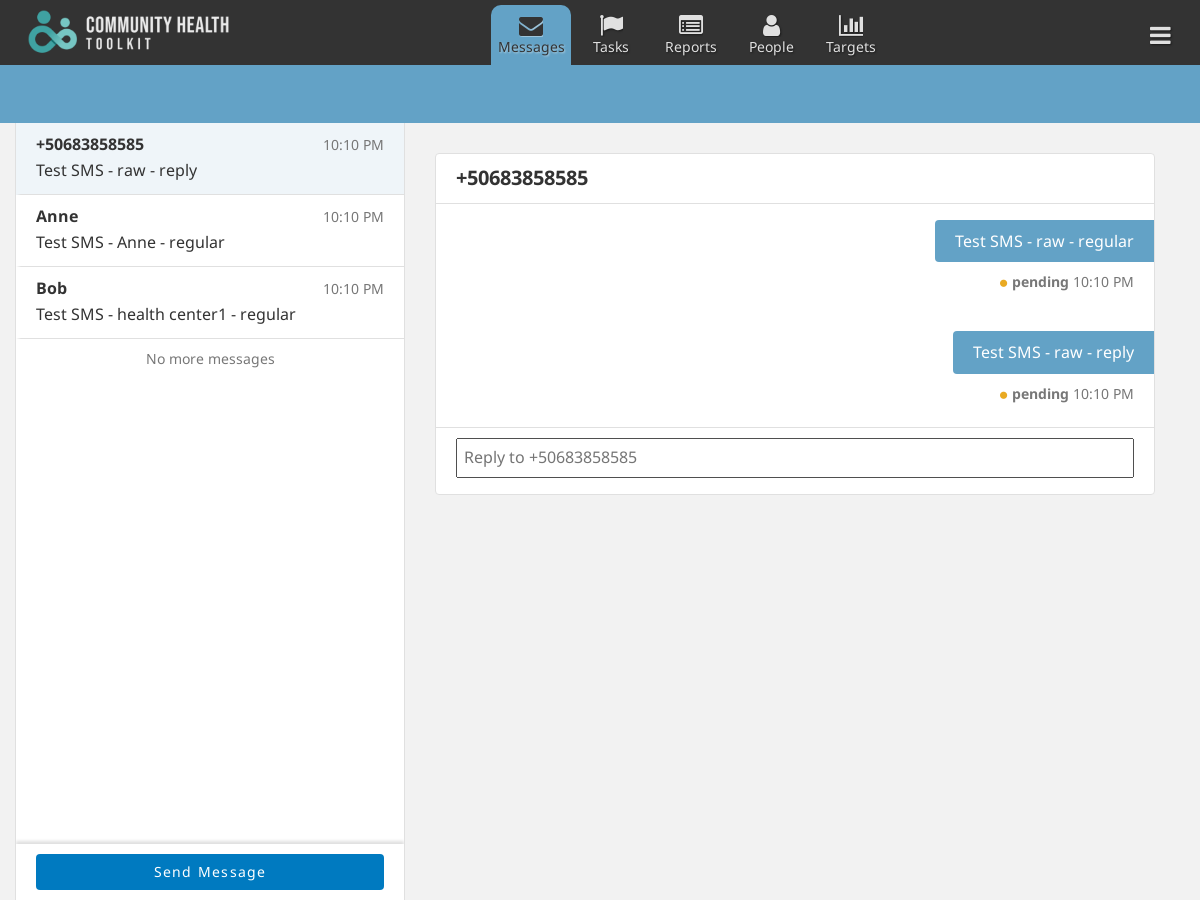 COMMUNITY HEALTH
TOOLKIT
Messages
Tasks
Reports
People
Targets
+50683858585 10:10 PM
Test SMS - raw - reply
Anne 10:10 PM
Test SMS - Anne - regular
Bob 10:10 PM
Test SMS - health center1 - regular
No more messages
Send Message
+50683858585
Test SMS - raw - regular
pending 10:10 PM
Test SMS - raw - reply
pending 10:10 PM
Reply to +50683858585